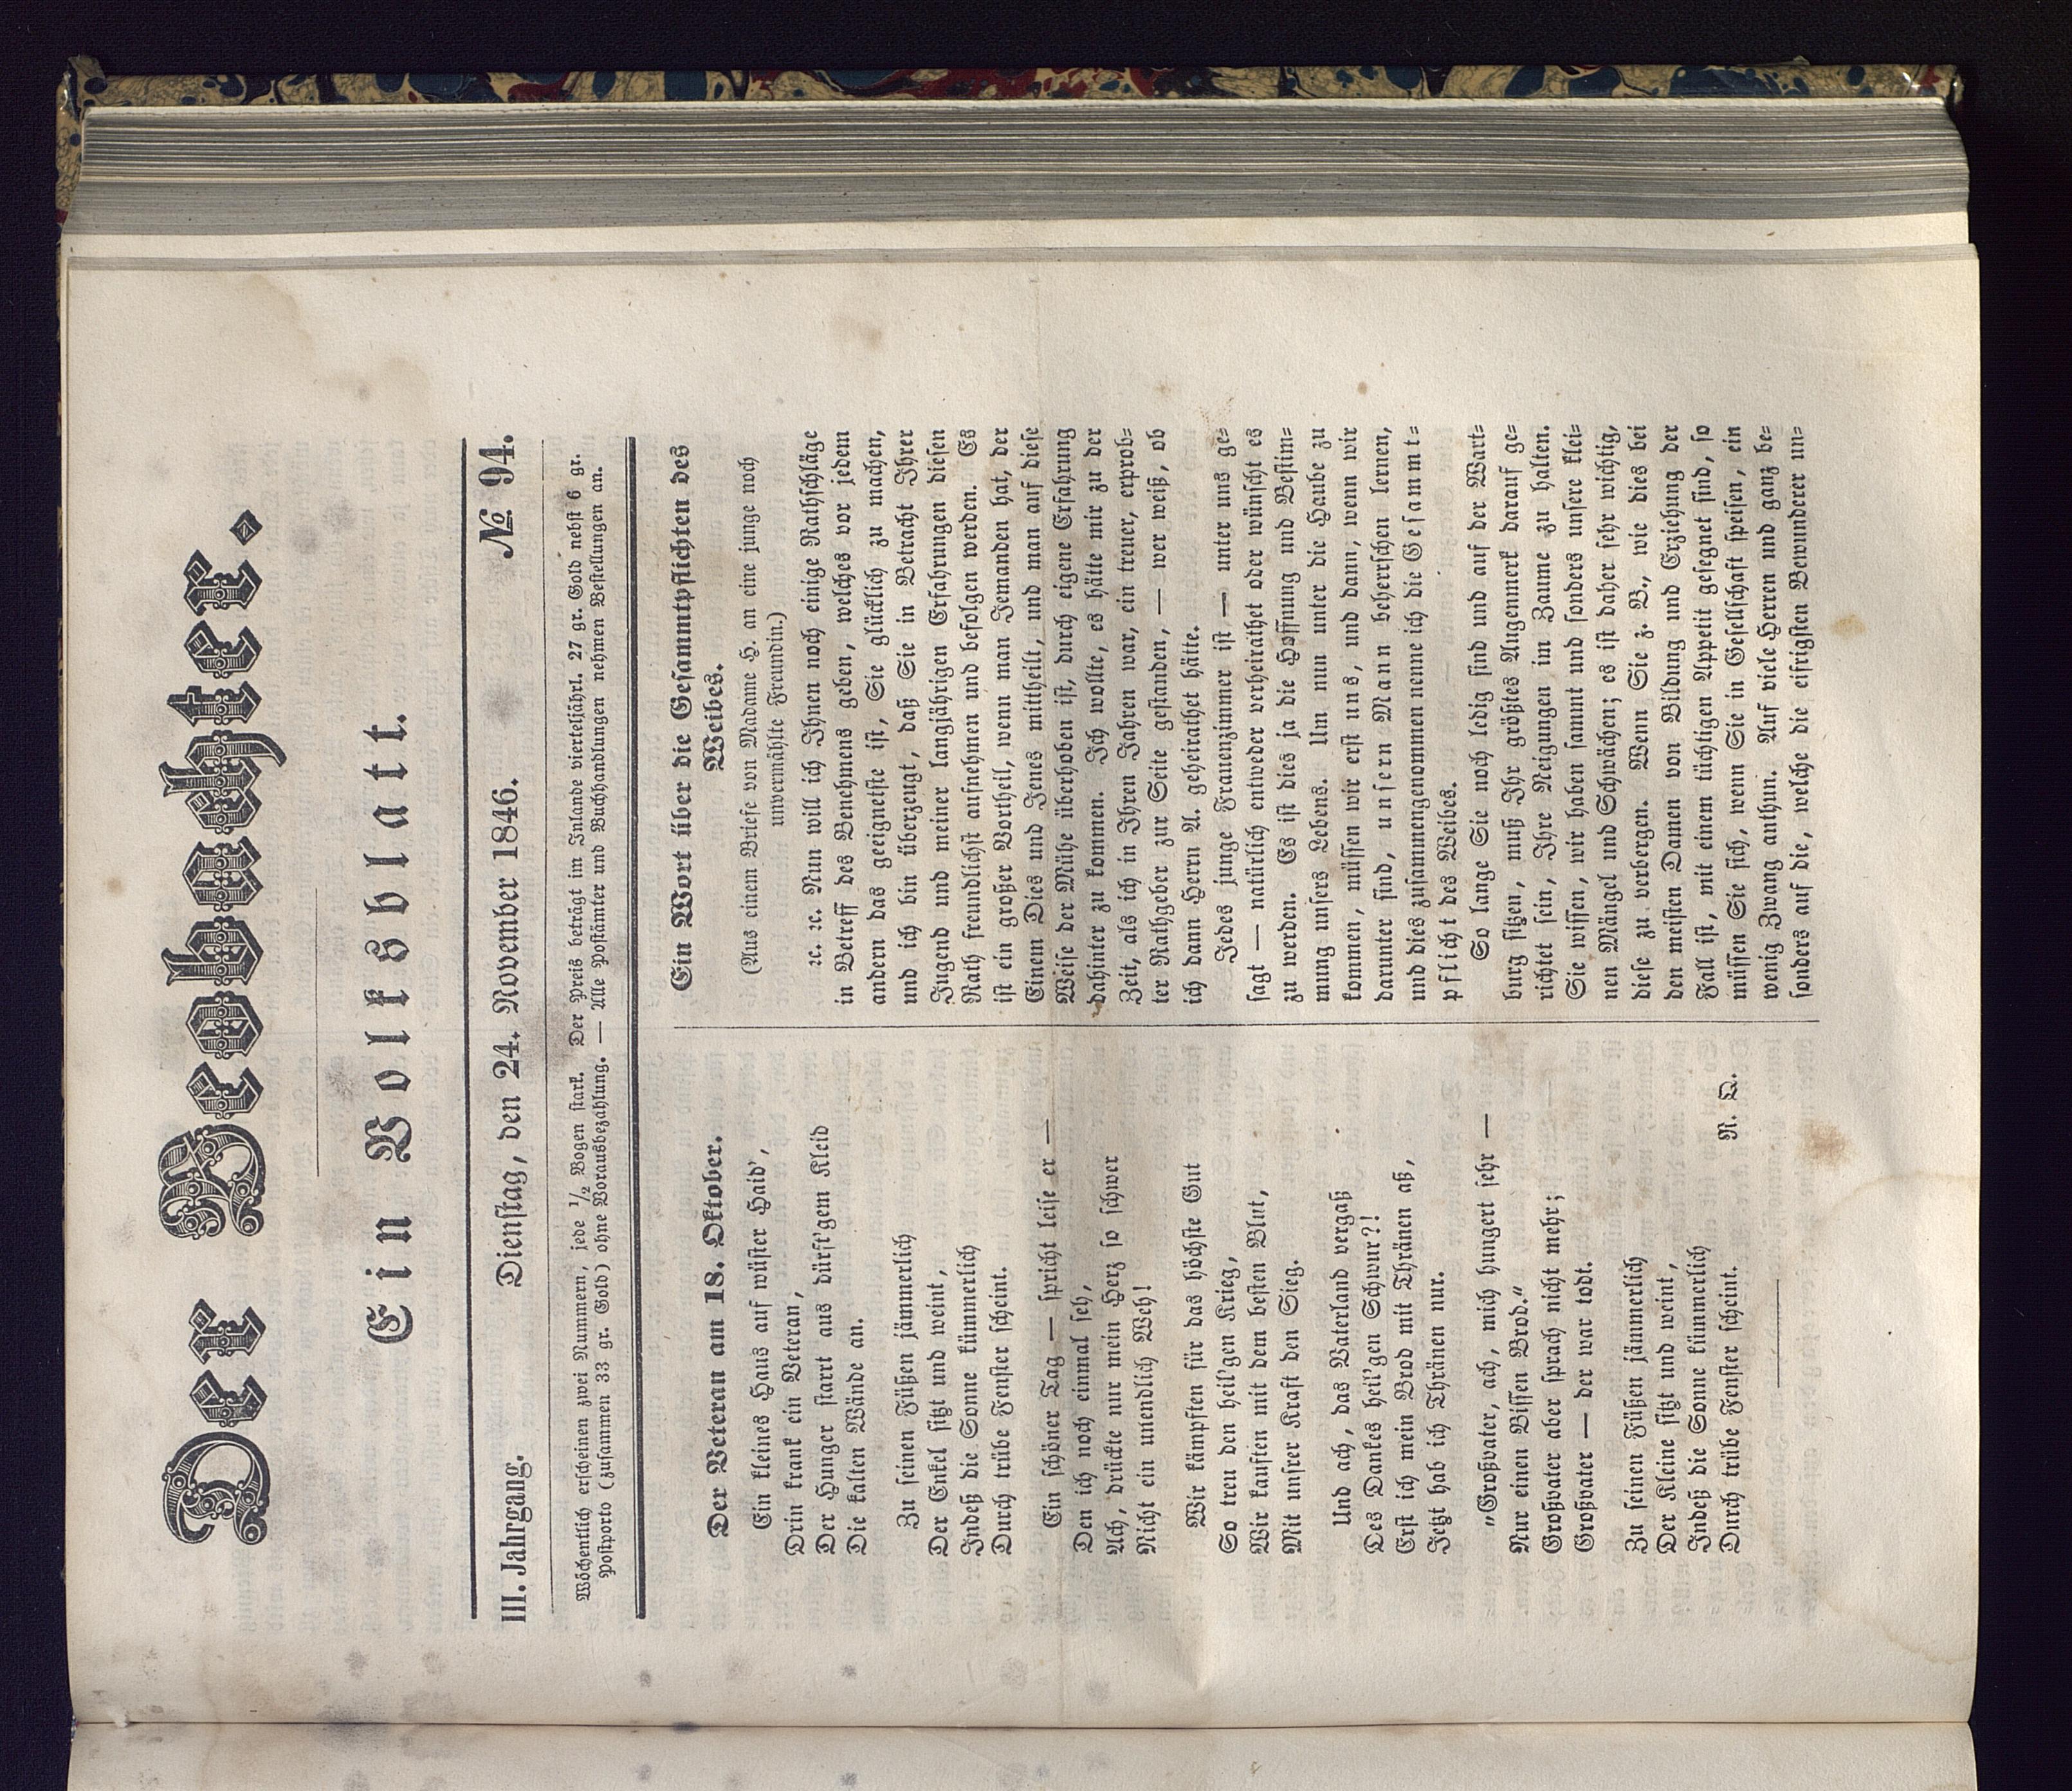 Der Beobachter.
Ein Volksblatt.
III. Jahrgang. Dienstag, den 24. November 1846. № 94.
Wöchentlich erscheinen zwei Nummern, jede 1/2 Bogen stark. Der Preis beträgt im Inlande vierteljährl. 27 gr. Gold nebst 6 gr.
Postporto (zusammen 33 gr. Gold) ohne Vorausbezahlung. — Alle Postämter und Buchhandlungen nehmen Bestellungen an.
Der Veteran am 18. Oktober.
Ein kleines Haus auf wüster Haid',
Drin krank ein Veteran,
Der Hunger starrt aus dürft'gem Kleid
Die kalten Wände an.
Zu seinen Füßen jämmerlich
Der Enkel sitzt und weint,
Indeß die Sonne kümmerlich
Durch trübe Fenster scheint.
Ein schöner Tag — spricht leise er —
Den ich noch einmal seh,
Ach, drückte nur mein Herz so schwer
Nicht ein unendlich Weh!
Wir kämpften für das höchste Gut
So treu den heil'gen Krieg,
Wir kauften mit dem besten Blut,
Mit unsrer Kraft den Sieg.
Und ach, das Vaterland vergaß
Des Dankes heil'gen Schwur?!
Erst ich mein Brod mit Thränen aß,
Jetzt hab ich Thränen nur.
„Großvater, ach, mich hungert sehr —
Nur einen Bissen Brod.“
Großvater aber sprach nicht mehr;
Großvater — der war todt.
Zu seinen Füßen jämmerlich
Der Kleine sitzt und weint,
Indeß die Sonne kümmerlich
Durch trübe Fenster scheint.
N. D.
Ein Wort über die Gesammtpflichten des
Weibes.
(Aus einem Briefe von Madame H. an eine junge noch
unvermählte Freundin.)
ꝛc. ꝛc. Nun will ich Ihnen noch einige Rathschläge
in Betreff des Benehmens geben, welches vor jedem
andern das geeignetste ist, Sie glücklich zu machen,
und ich bin überzeugt, daß Sie in Betracht Ihrer
Jugend und meiner langjährigen Erfahrungen diesen
Rath freundlichst aufnehmen und befolgen werden. Es
ist ein großer Vortheil, wenn man Jemanden hat, der
Einem Dies und Jenes mittheilt, und man auf diese
Weise der Mühe überhoben ist, durch eigene Erfahrung
dahinter zu kommen. Ich wollte, es hätte mir zu der
Zeit, als ich in Ihren Jahren war, ein treuer, erprob-
ter Rathgeber zur Seite gestanden, — wer weiß, ob
ich dann Herrn A. geheirathet hätte.
Jedes junge Frauenzimmer ist — unter uns ge-
sagt — natürlich entweder verheirathet oder wünscht es
zu werden. Es ist dies ja die Hoffnung und Bestim-
mung unsers Lebens. Um nun unter die Haube zu
kommen, müssen wir erst uns, und dann, wenn wir
darunter sind, unsern Mann beherrschen lernen,
und dies zusammengenommen nenne ich die Gesammt-
pflicht des Weibes.
So lange Sie noch ledig sind und auf der Wart-
burg sitzen, muß Ihr größtes Augenmerk darauf ge-
richtet sein, Ihre Neigungen im Zaume zu halten.
Sie wissen, wir haben sammt und sonders unsere klei-
nen Mängel und Schwächen; es ist daher sehr wichtig,
diese zu verbergen. Wenn Sie z. B., wie dies bei
den meisten Damen von Bildung und Erziehung der
Fall ist, mit einem tüchtigen Appetit gesegnet sind, so
müssen Sie sich, wenn Sie in Gesellschaft speisen, ein
wenig Zwang anthun. Auf viele Herren und ganz be-
sonders auf die, welche die eifrigsten Bewunderer un-